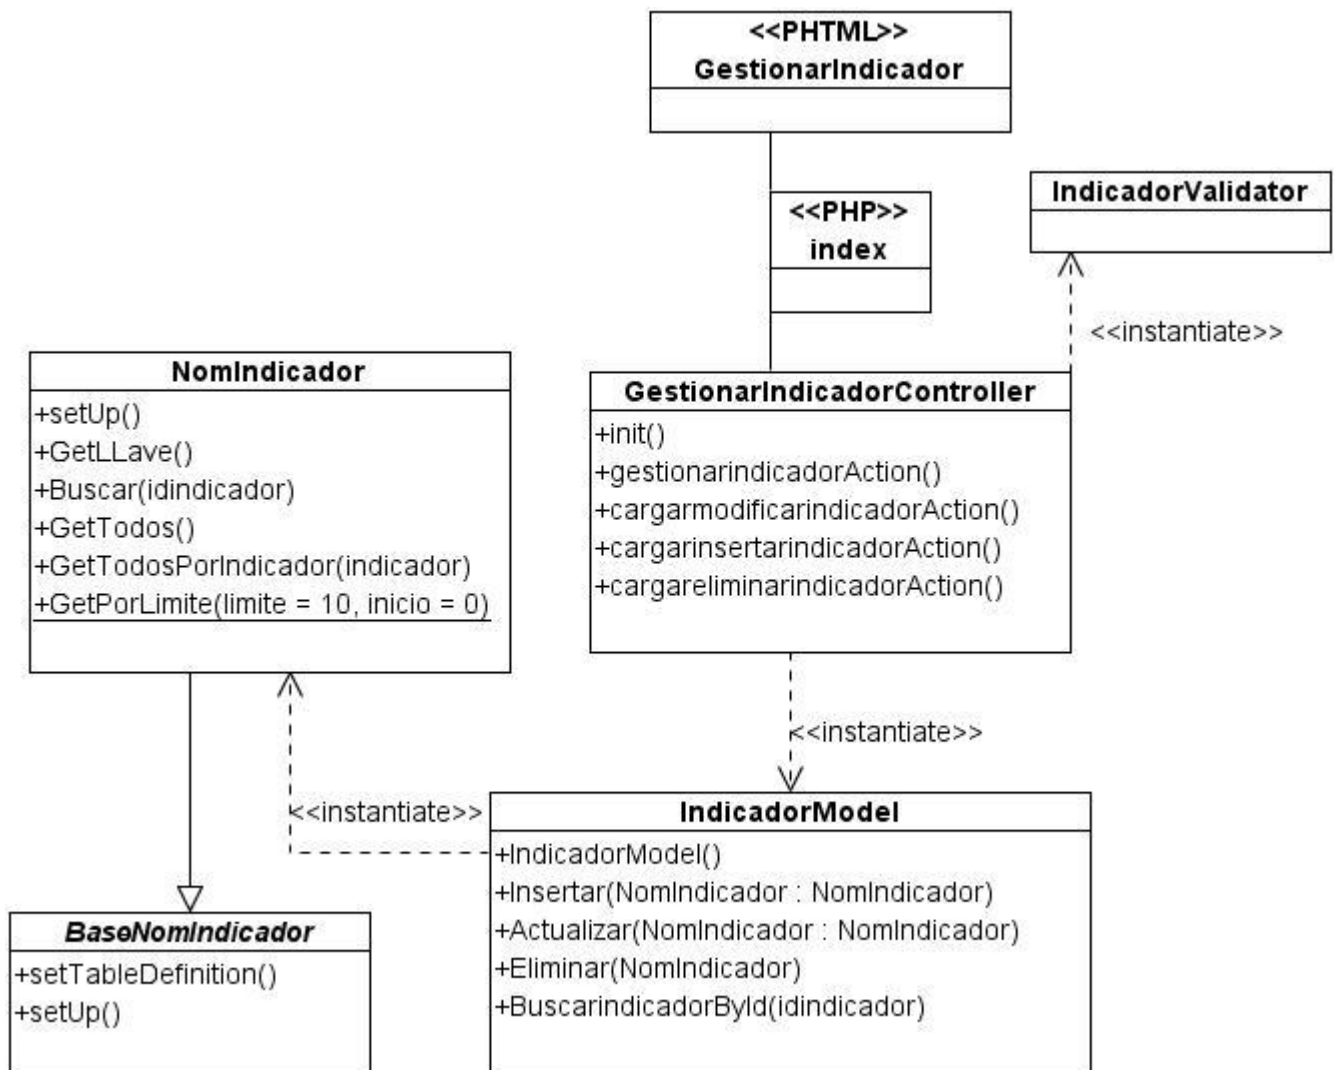 <<PHTML>>
GestionarIndicador
<<PHP>>
index
IndicadorValidator
<<instantiate>>
NomIndicador
+setUp()
+GetLLave()
+Buscar(idindicador)
+GetTodos()
+GetTodosPorIndicador(indicador)
+GetPorLimite(limite = 10, inicio = 0)
GestionarIndicadorController
+init()
+gestionarindicadorAction()
+cargarmodificarindicadorAction()
+cargarinsertarindicadorAction()
+cargareliminarindicadorAction()
<<instantiate>>
<<instantiate>>
IndicadorModel
+IndicadorModel()
+Insertar(NomIndicador : NomIndicador)
+Actualizar(NomIndicador : NomIndicador)
+Eliminar(NomIndicador)
+BuscarindicadorById(idindicador)
BaseNomIndicador
+setTableDefinition()
+setUp()